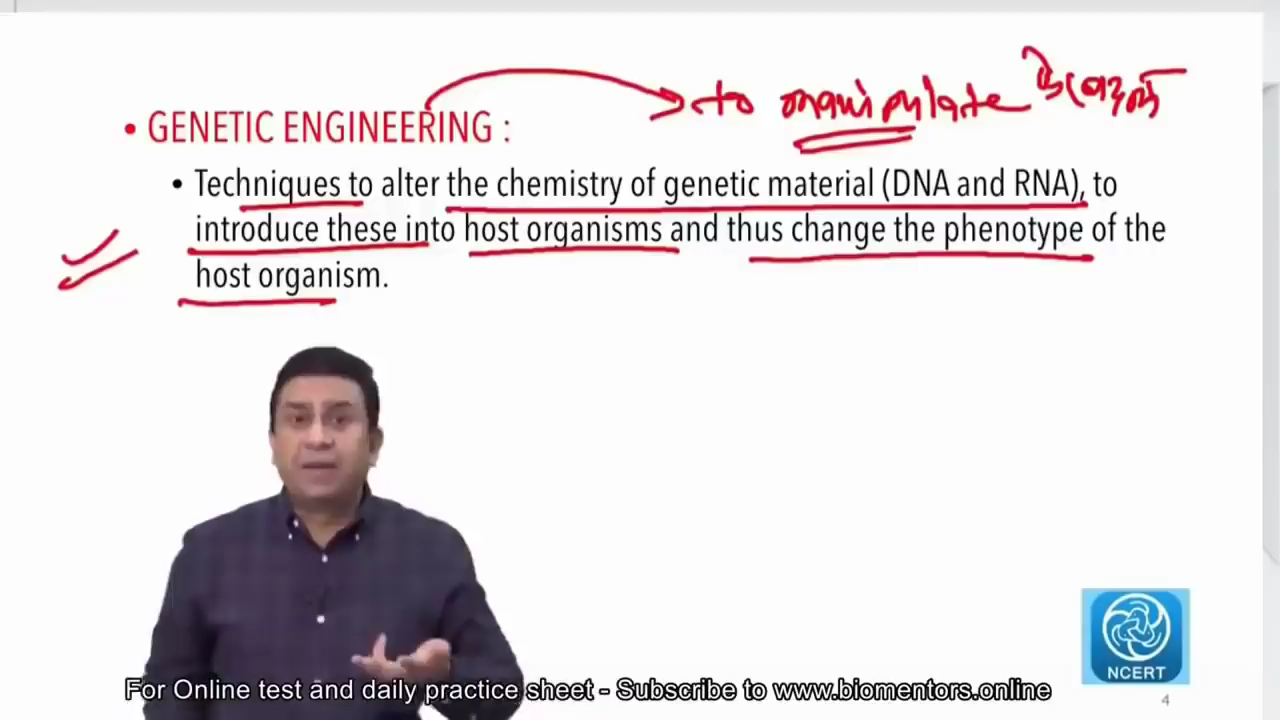 to manipulate
• GENETIC ENGINEERING :
• Techniques to alter the chemistry of genetic material (DNA and RNA), to
introduce these into host organisms and thus change the phenotype of the
host organism.
NCERT
For Online test and daily practice sheet - Subscribe to www.biomentors.online
4